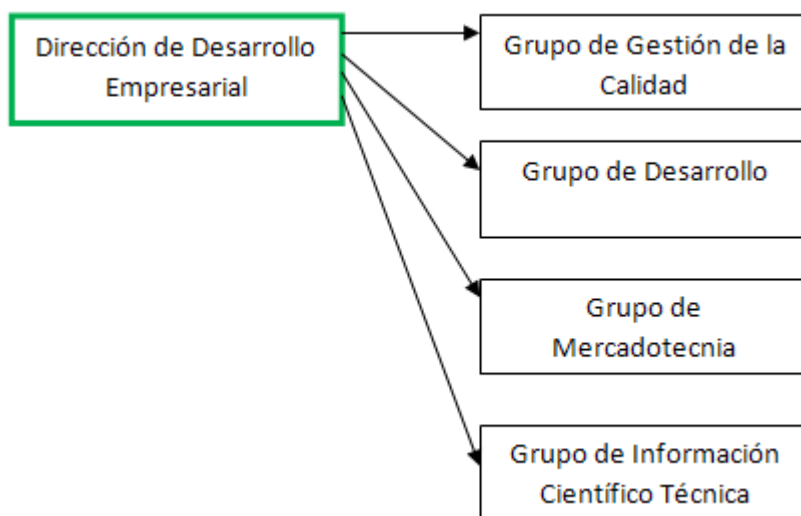 Dirección de Desarrollo
Empresarial
Grupo de Gestión de la
Calidad
Grupo de Desarrollo
Grupo de
Mercadotecnia
Grupo de Información
Científico Técnica